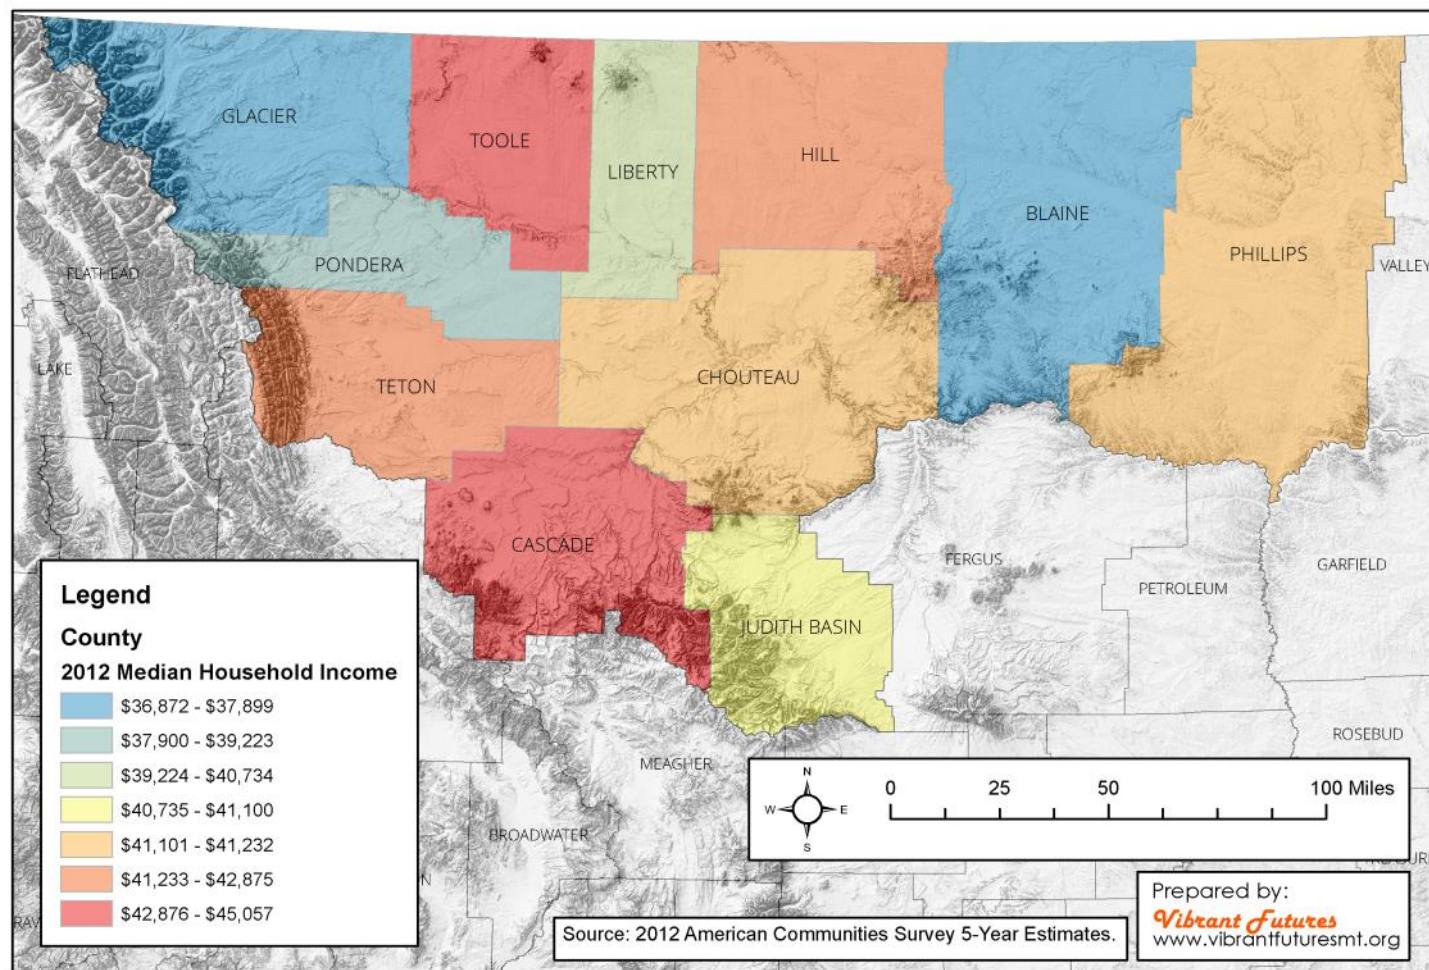 GLACIER
TOOLE
LIBERTY
HILL
BLAINE
PHILLIPS
VALLEY
FLATHEAD
PONDERA
LAKE
TETON
CHOUTEAU
CASCADE
FERGUS
GARFIELD
PETROLEUM
JUDITH BASIN
ROSEBUD
MEAGHER
BROADWATER
Legend
County
2012 Median Household Income
$36,872 - $37,899
$37,900 - $39,223
$39,224 - $40,734
$40,735 - $41,100
$41,101 - $41,232
$41,233 - $42,875
$42,876 - $45,057
N
W E
S
0 25 50 100 Miles
Source: 2012 American Communities Survey 5-Year Estimates.
Prepared by:
Vibrant Futures
www.vibrantfuturesmt.org